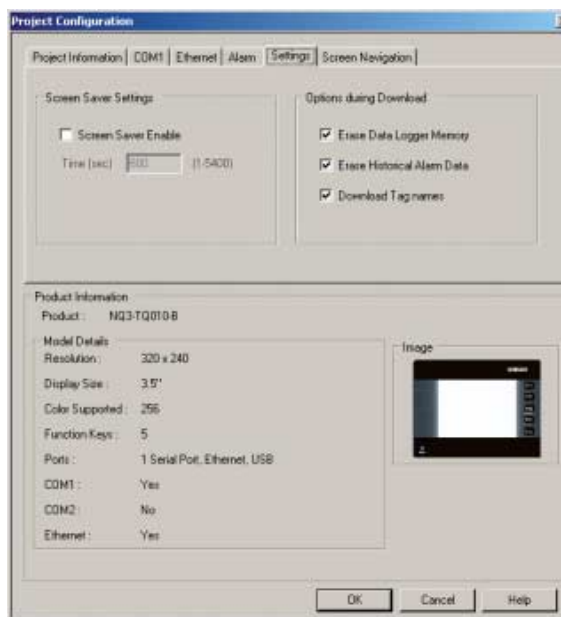 Project Configuration
Project Information COM1 Ethernet Alarm Settings Screen Navigation
Screen Saver Settings
Screen Saver Enable
Time (sec) 600 (1-5400)
Options during Download
Erase Data Logger Memory
Erase Historical Alarm Data
Download Tag names
Product Information
Product : NQ3-TQ010-B
Model Details
Resolution : 320 x 240
Display Size : 3.5"
Color Supported : 256
Function Keys : 5
Ports : 1 Serial Port, Ethernet, USB
COM1 : Yes
COM2 : No
Ethernet : Yes
Image
OK Cancel Help